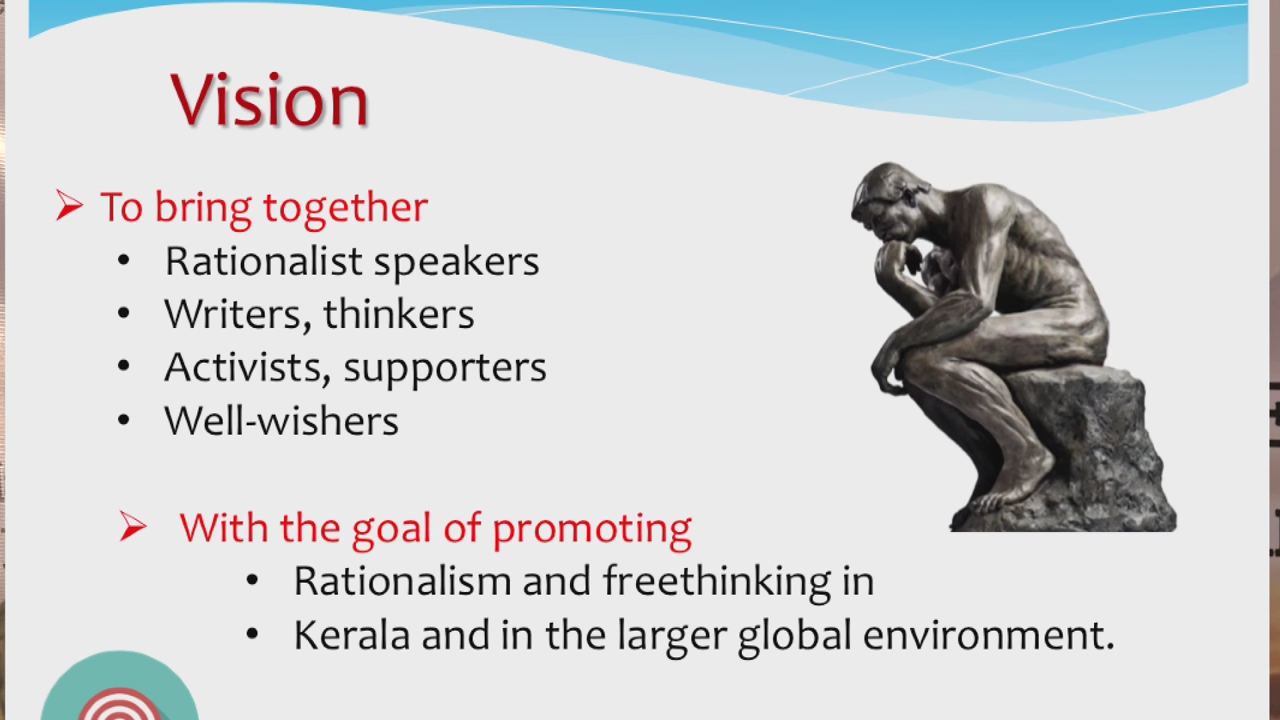 Vision
To bring together
Rationalist speakers
Writers, thinkers
Activists, supporters
Well-wishers
With the goal of promoting
Rationalism and freethinking in
Kerala and in the larger global environment.